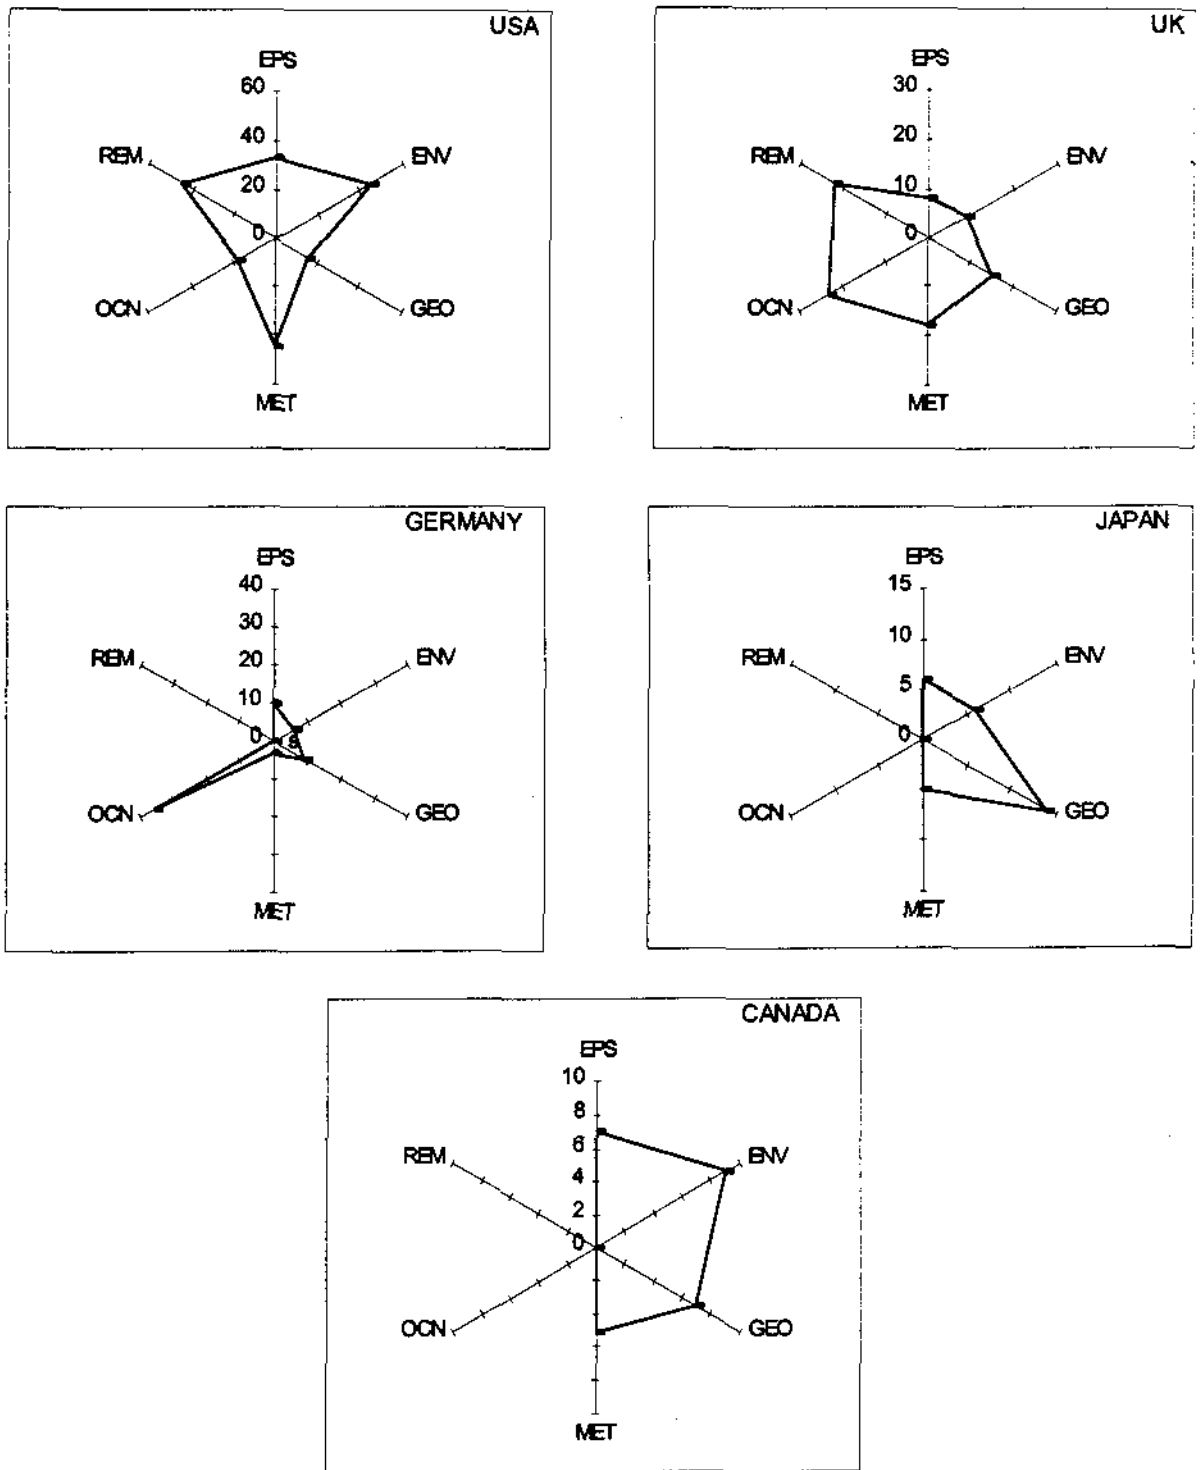 USA
EPS
60
40
REM
ENV
20
0
OCN
GEO
MET
UK
EPS
30
20
REM
ENV
10
0
OCN
GEO
MET
GERMANY
EPS
40
30
REM
ENV
20
10
0
OCN
GEO
MET
JAPAN
EPS
15
10
REM
ENV
5
0
OCN
GEO
MET
CANADA
EPS
10
8
6
REM
ENV
4
2
0
OCN
GEO
MET